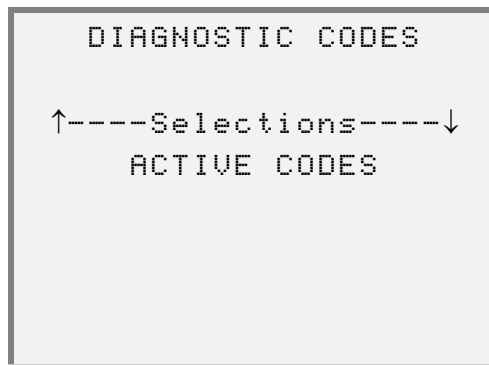 DIAGNOSTIC CODES
↑----Selections----↓
ACTIVE CODES